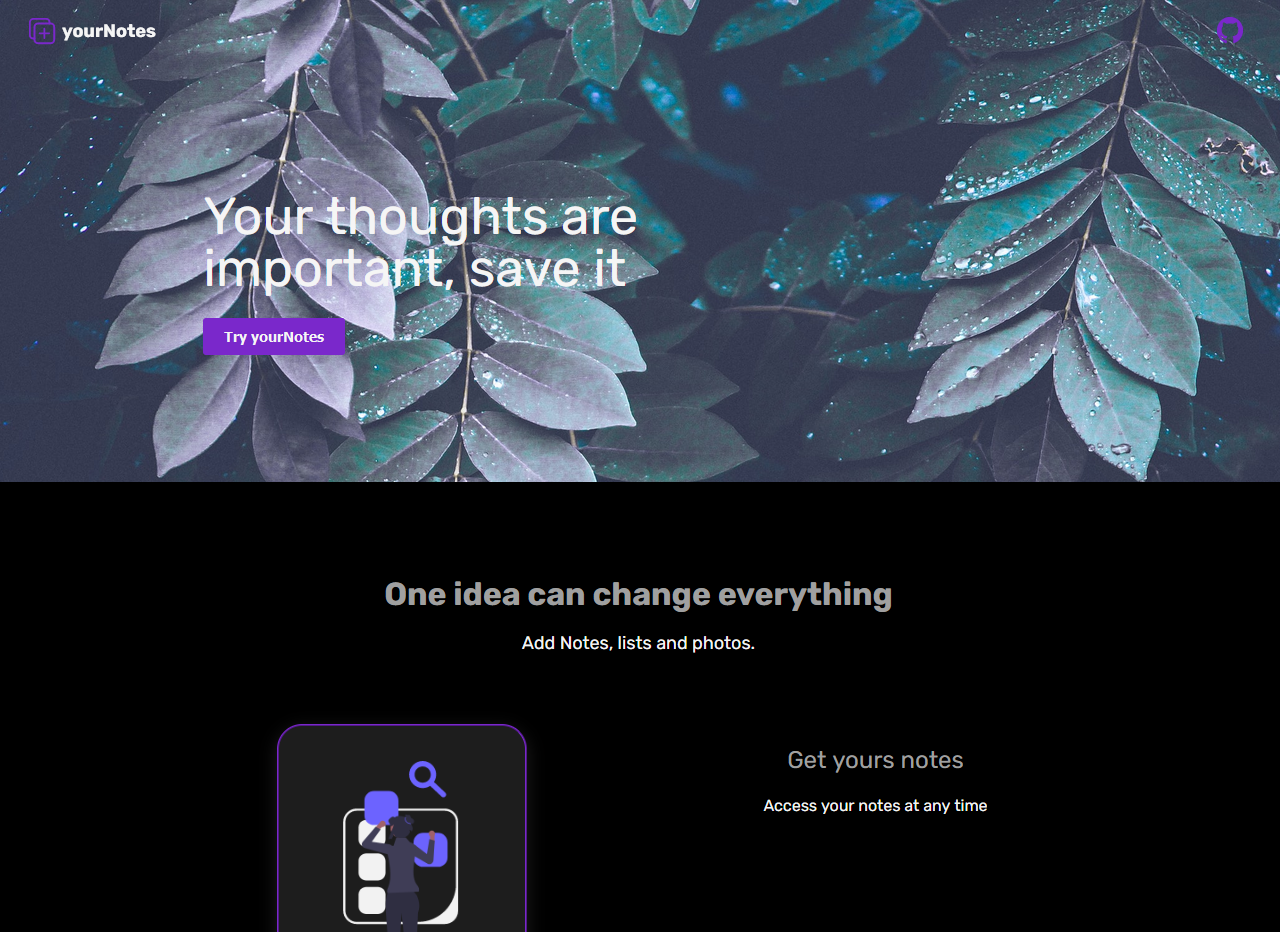 yourNotes
Your thoughts are
important, save it
Try yourNotes
One idea can change everything
Add Notes, lists and photos.
Get yours notes
Access your notes at any time